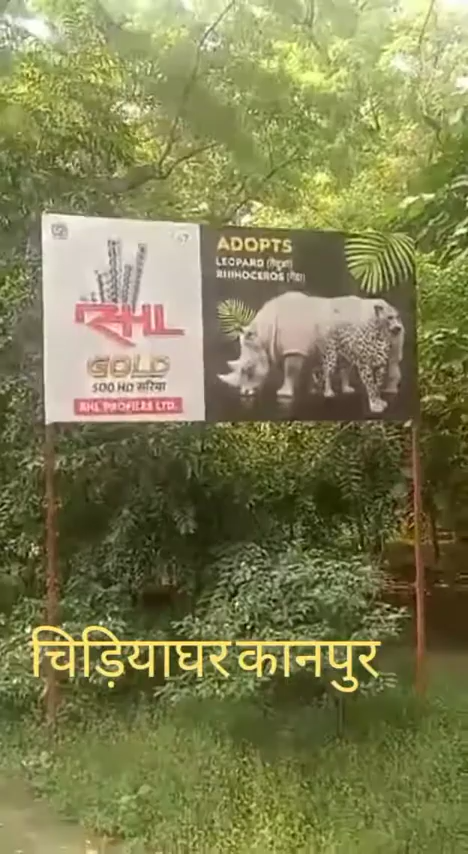 RHL
GOLD
500 HD सरिया
RHL PROFILES LTD.
ADOPTS
LEOPARD (तेंदुआ)
RHINOCEROS (गेंडा)
चिड़ियाघर कानपुर